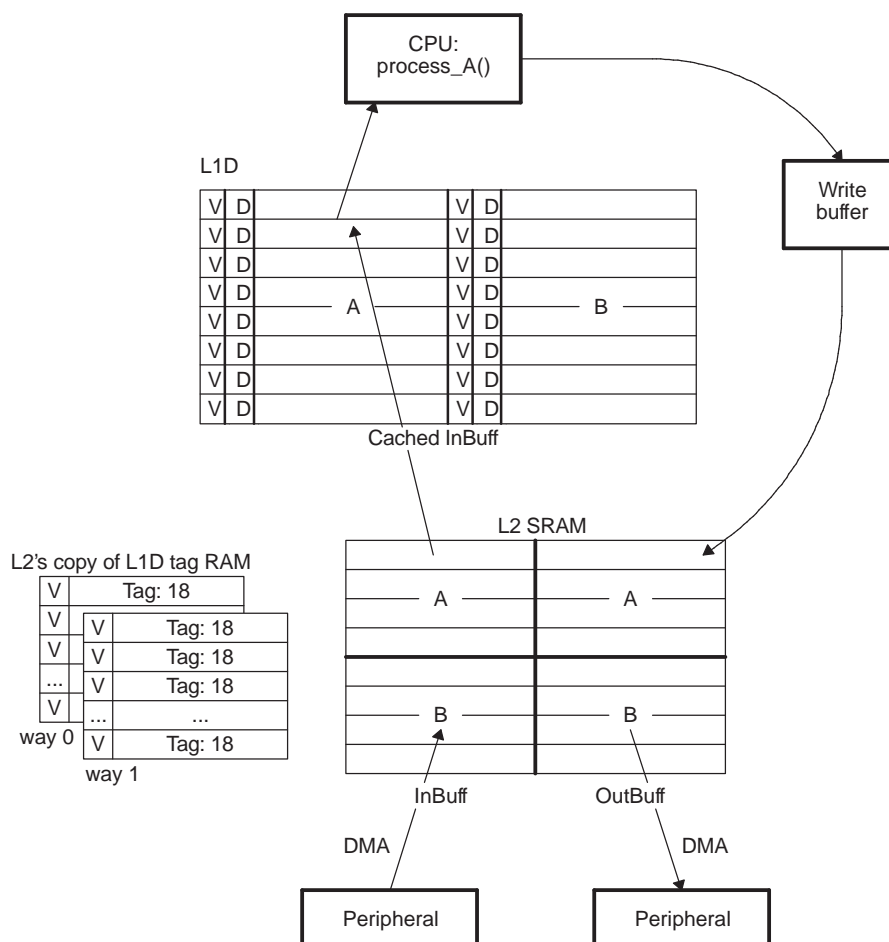 CPU:
process_A()
L1D
Write
buffer
V D V D
V D V D
V D V D
V D V D
A B
V D V D
V D V D
V D V D
V D V D
Cached InBuff
L2 SRAM
L2's copy of L1D tag RAM
V Tag: 18
V
V
...
V
way 0
V Tag: 18
V Tag: 18
V Tag: 18
... ...
V Tag: 18
way 1
A A
B B
InBuff OutBuff
DMA DMA
Peripheral Peripheral